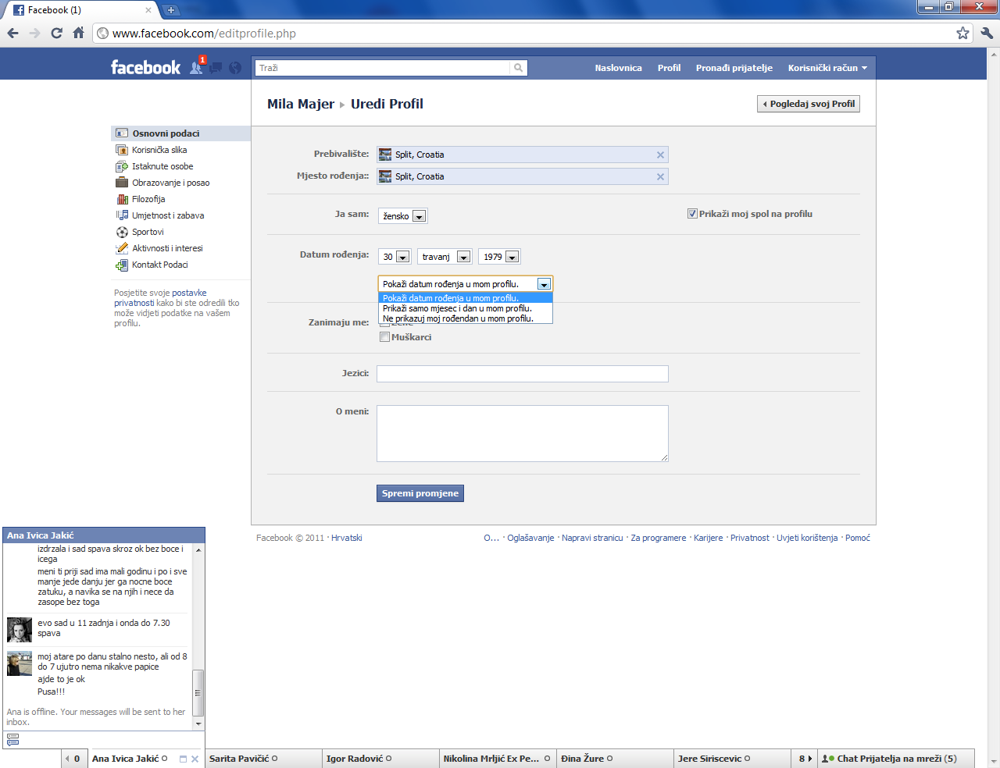 Facebook (1)
www.facebook.com/editprofile.php
facebook
1
Traži
Naslovnica
Profil
Pronađi prijatelje
Korisnički račun
Mila Majer
Uredi Profil
Pogledaj svoj Profil
Osnovni podaci
Korisnička slika
Istaknute osobe
Obrazovanje i posao
Filozofija
Umjetnost i zabava
Sportovi
Aktivnosti i interesi
Kontakt Podaci
Posjetite svoje postavke
privatnosti kako bi ste odredili tko
može vidjeti podatke na vašem
profilu.
Prebivalište: Split, Croatia
Mjesto rođenja:: Split, Croatia
Ja sam: žensko
Prikaži moj spol na profilu
Datum rođenja: 30 travanj 1979
Pokaži datum rođenja u mom profilu.
Pokaži datum rođenja u mom profilu.
Prikaži samo mjesec i dan u mom profilu.
Ne prikazuj moj rođendan u mom profilu.
Zanimaju me:
Muškarci
Jezici:
O meni:
Spremi promjene
Facebook © 2011 · Hrvatski
O... · Oglašavanje · Napravi stranicu · Za programere · Karijere · Privatnost · Uvjeti korištenja · Pomoć
Ana Ivica Jakić
izdrzala i sad spava skroz ok bez boce i
icega
meni ti priji sad ima mali godinu i po i sve
manje jede danju jer ga nocne boce
zatuku, a navika se na njih i nece da
zasope bez toga
evo sad u 11 zadnja i onda do 7.30
spava
moj atare po danu stalno nesto, ali od 8
do 7 ujutro nema nikakve papice
ajde to je ok
Pusa!!!
Ana is offline. Your messages will be sent to her
inbox.
0
Ana Ivica Jakić
Sarita Pavičić
Igor Radović
Nikolina Mrljić Ex Pe...
Đina Žure
Jere Siriscevic
8
Chat Prijatelja na mreži (5)